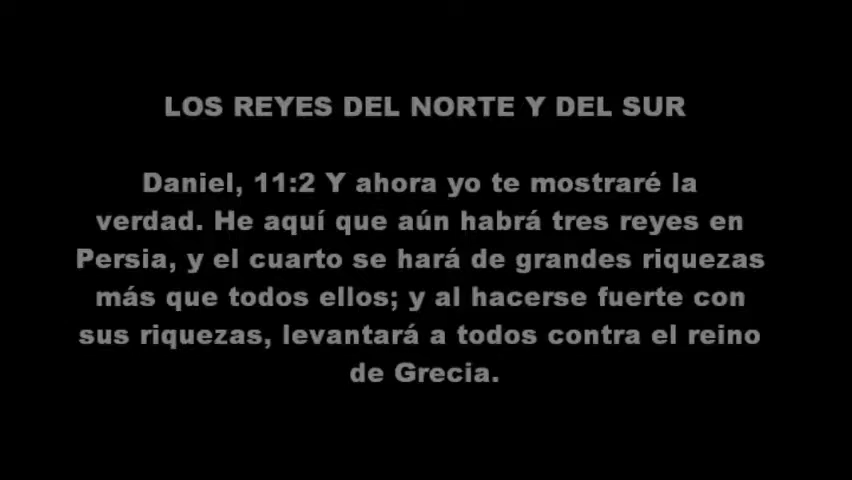 LOS REYES DEL NORTE Y DEL SUR
Daniel, 11:2 Y ahora yo te mostraré la
verdad. He aquí que aún habrá tres reyes en
Persia, y el cuarto se hará de grandes riquezas
más que todos ellos; y al hacerse fuerte con
sus riquezas, levantará a todos contra el reino
de Grecia.